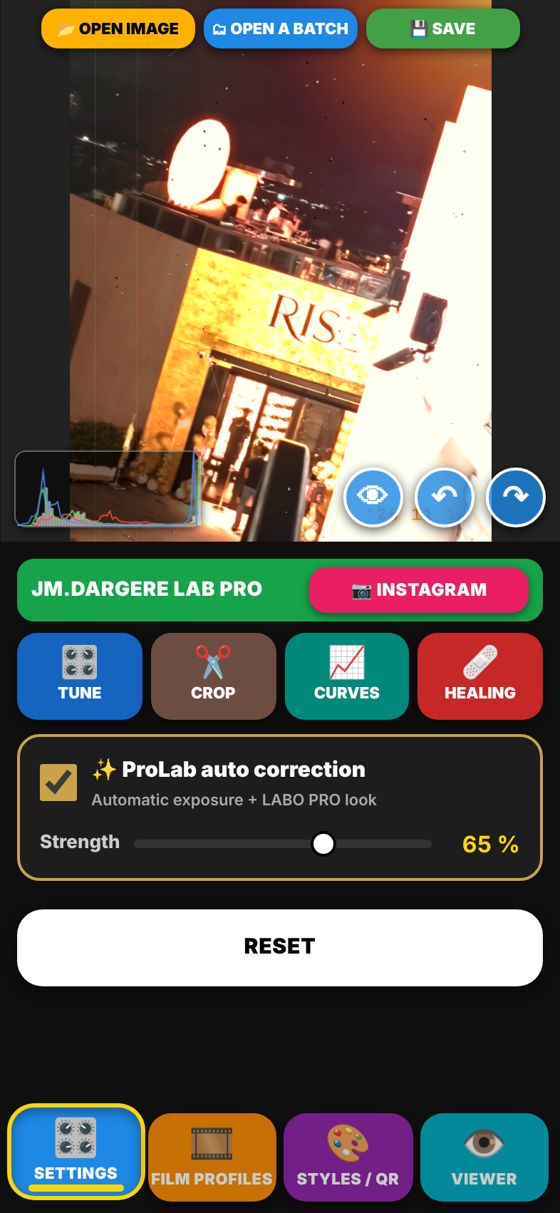 📂 OPEN IMAGE
🗂 OPEN A BATCH
💾 SAVE
RISE
JM.DARGERE LAB PRO
📷 INSTAGRAM
TUNE
CROP
CURVES
HEALING
✨ ProLab auto correction
Automatic exposure + LABO PRO look
Strength
65 %
RESET
SETTINGS
FILM PROFILES
STYLES / QR
VIEWER